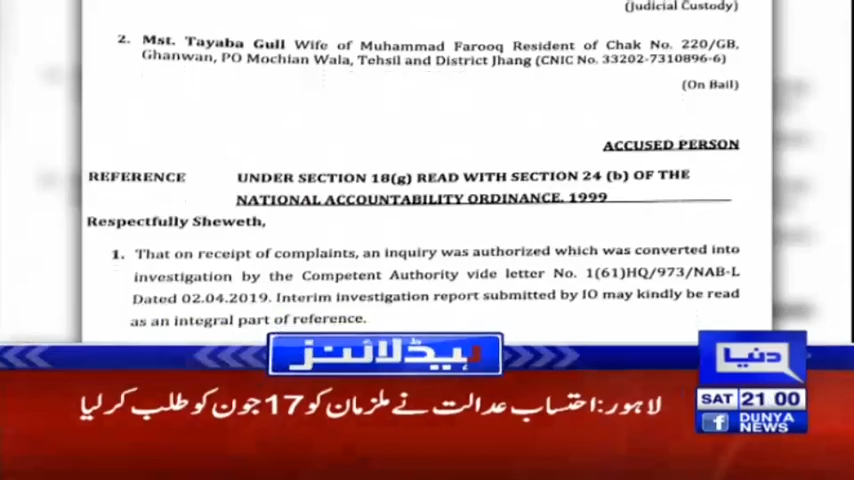 (Judicial Custody)
2. Mst. Tayaba Gull Wife of Muhammad Farooq Resident of Chak No. 220/GB,
Ghanwan, PO Mochian Wala, Tehsil and District Jhang (CNIC No. 33202-7310896-6)
(On Bail)
ACCUSED PERSON
REFERENCE UNDER SECTION 18(g) READ WITH SECTION 24 (b) OF THE
NATIONAL ACCOUNTABILITY ORDINANCE, 1999
Respectfully Sheweth,
1. That on receipt of complaints, an inquiry was authorized which was converted into
investigation by the Competent Authority vide letter No. 1(61)HQ/973/NAB-L
Dated 02.04.2019. Interim investigation report submitted by IO may kindly be read
as an integral part of reference.
ہیڈلائنز
دنیا
لاہور: احتساب عدالت نے ملزمان کو 17 جون کو طلب کر لیا
SAT 21 00
f DUNYA
NEWS